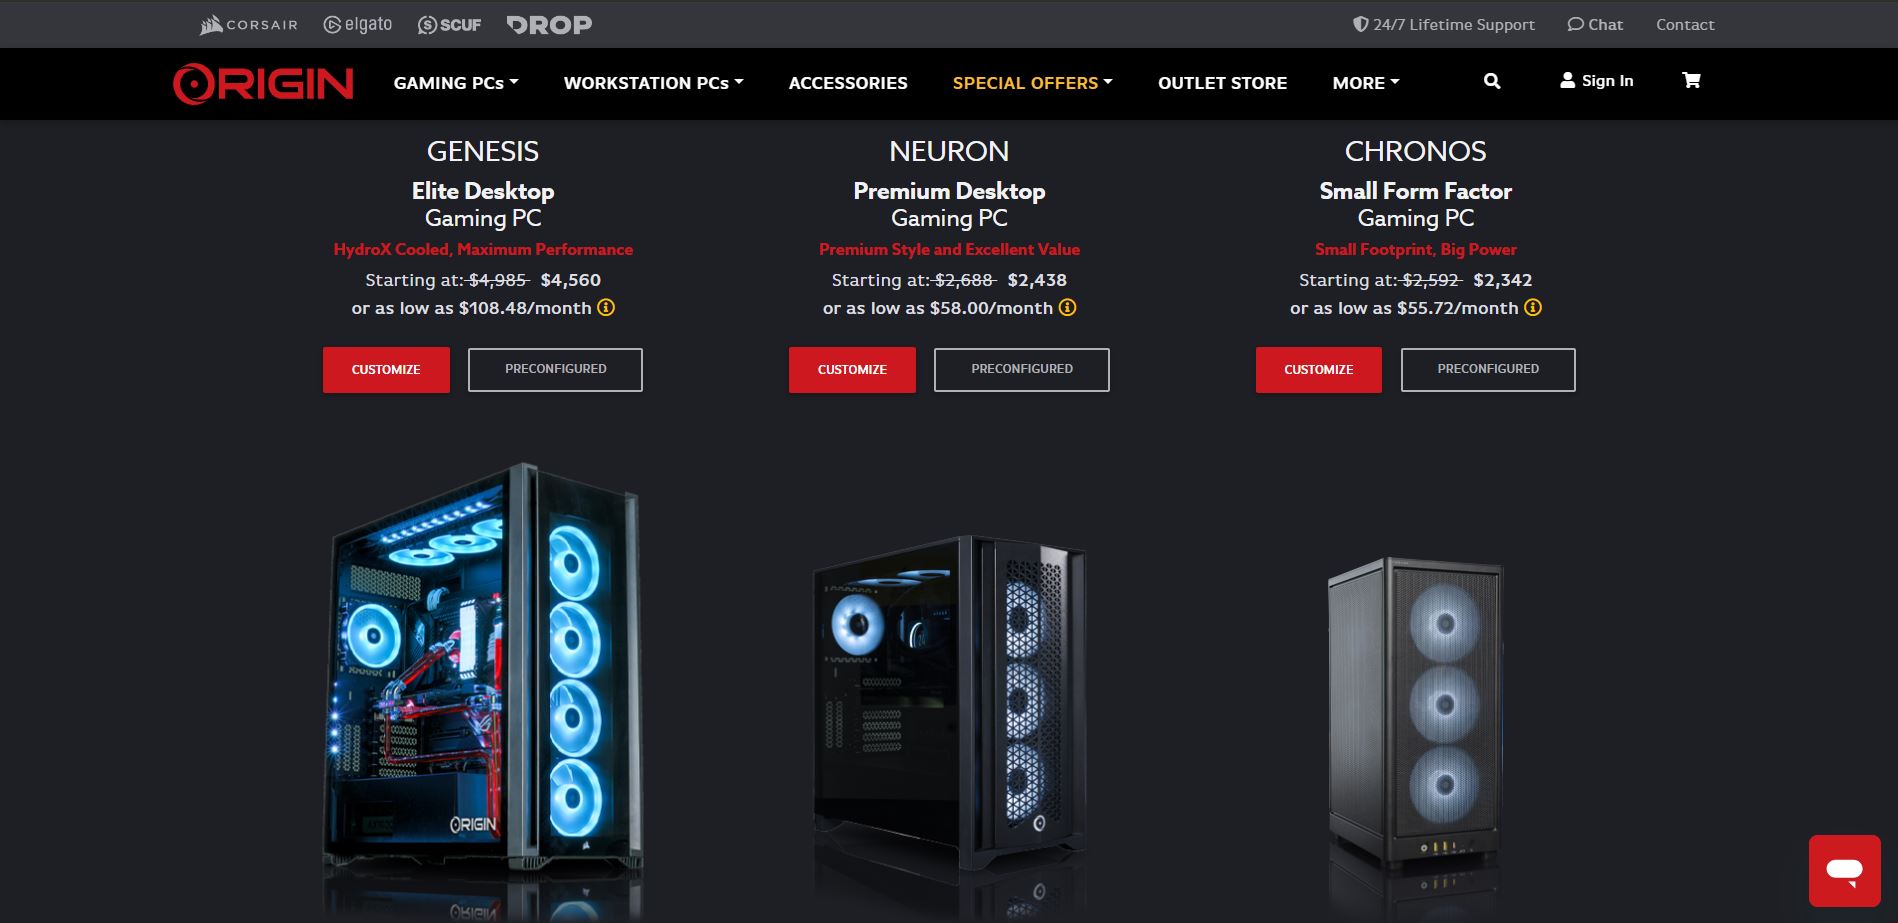 CORSAIR elgato SCUF DROP 24/7 Lifetime Support Chat Contact
ORIGIN GAMING PCs WORKSTATION PCs ACCESSORIES SPECIAL OFFERS OUTLET STORE MORE Sign In
GENESIS
Elite Desktop
Gaming PC
HydroX Cooled, Maximum Performance
Starting at: $4,985 $4,560
or as low as $108.48/month
CUSTOMIZE PRECONFIGURED
NEURON
Premium Desktop
Gaming PC
Premium Style and Excellent Value
Starting at: $2,688 $2,438
or as low as $58.00/month
CUSTOMIZE PRECONFIGURED
CHRONOS
Small Form Factor
Gaming PC
Small Footprint, Big Power
Starting at: $2,592 $2,342
or as low as $55.72/month
CUSTOMIZE PRECONFIGURED
ORIGIN